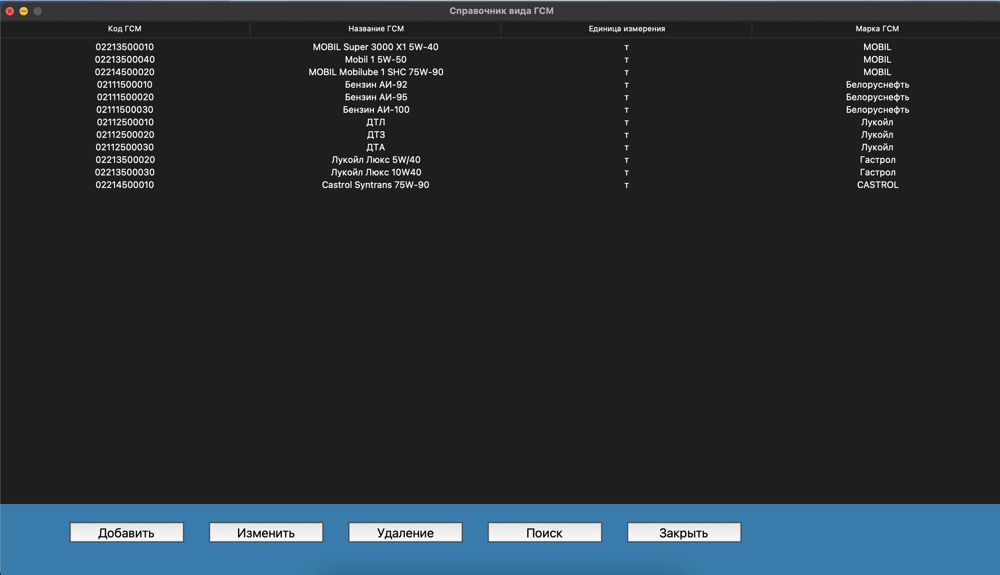 Справочник вида ГСМ
Код ГСМ Название ГСМ Единица измерения Марка ГСМ
02213500010 MOBIL Super 3000 X1 5W-40 т MOBIL
02213500040 Mobil 1 5W-50 т MOBIL
02214500020 MOBIL Mobilube 1 SHC 75W-90 т MOBIL
02111500010 Бензин АИ-92 т Белоруснефть
02111500020 Бензин АИ-95 т Белоруснефть
02111500030 Бензин АИ-100 т Белоруснефть
02112500010 ДТЛ т Лукойл
02112500020 ДТЗ т Лукойл
02112500030 ДТА т Лукойл
02213500020 Лукойл Люкс 5W/40 т Гастрол
02213500030 Лукойл Люкс 10W40 т Гастрол
02214500010 Castrol Syntrans 75W-90 т CASTROL
Добавить Изменить Удаление Поиск Закрыть